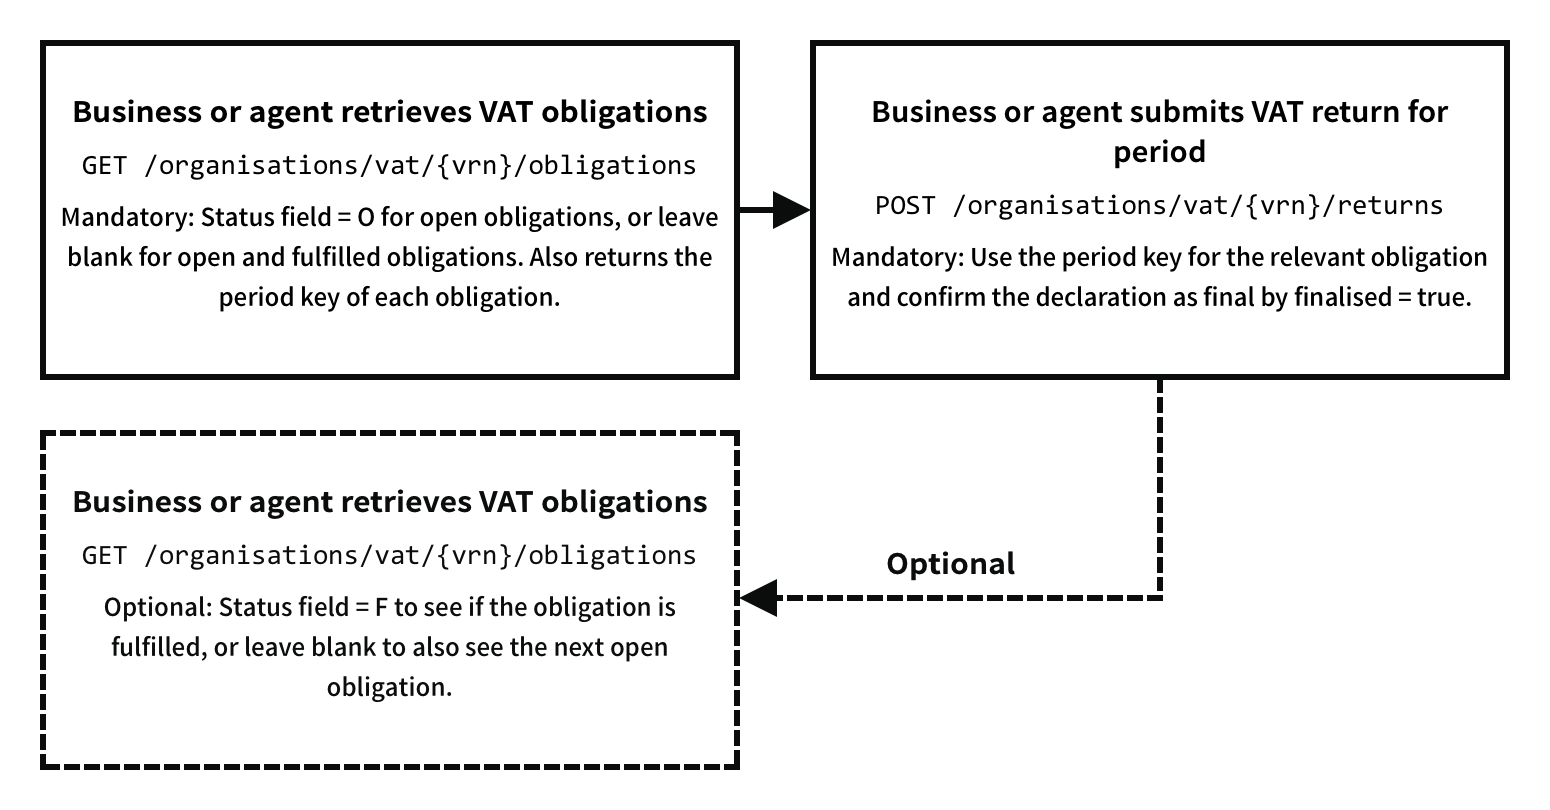 Business or agent retrieves VAT obligations
GET /organisations/vat/{vrn}/obligations
Mandatory: Status field = O for open obligations, or leave
blank for open and fulfilled obligations. Also returns the
period key of each obligation.
Business or agent submits VAT return for
period
POST /organisations/vat/{vrn}/returns
Mandatory: Use the period key for the relevant obligation
and confirm the declaration as final by finalised = true.
Optional
Business or agent retrieves VAT obligations
GET /organisations/vat/{vrn}/obligations
Optional: Status field = F to see if the obligation is
fulfilled, or leave blank to also see the next open
obligation.